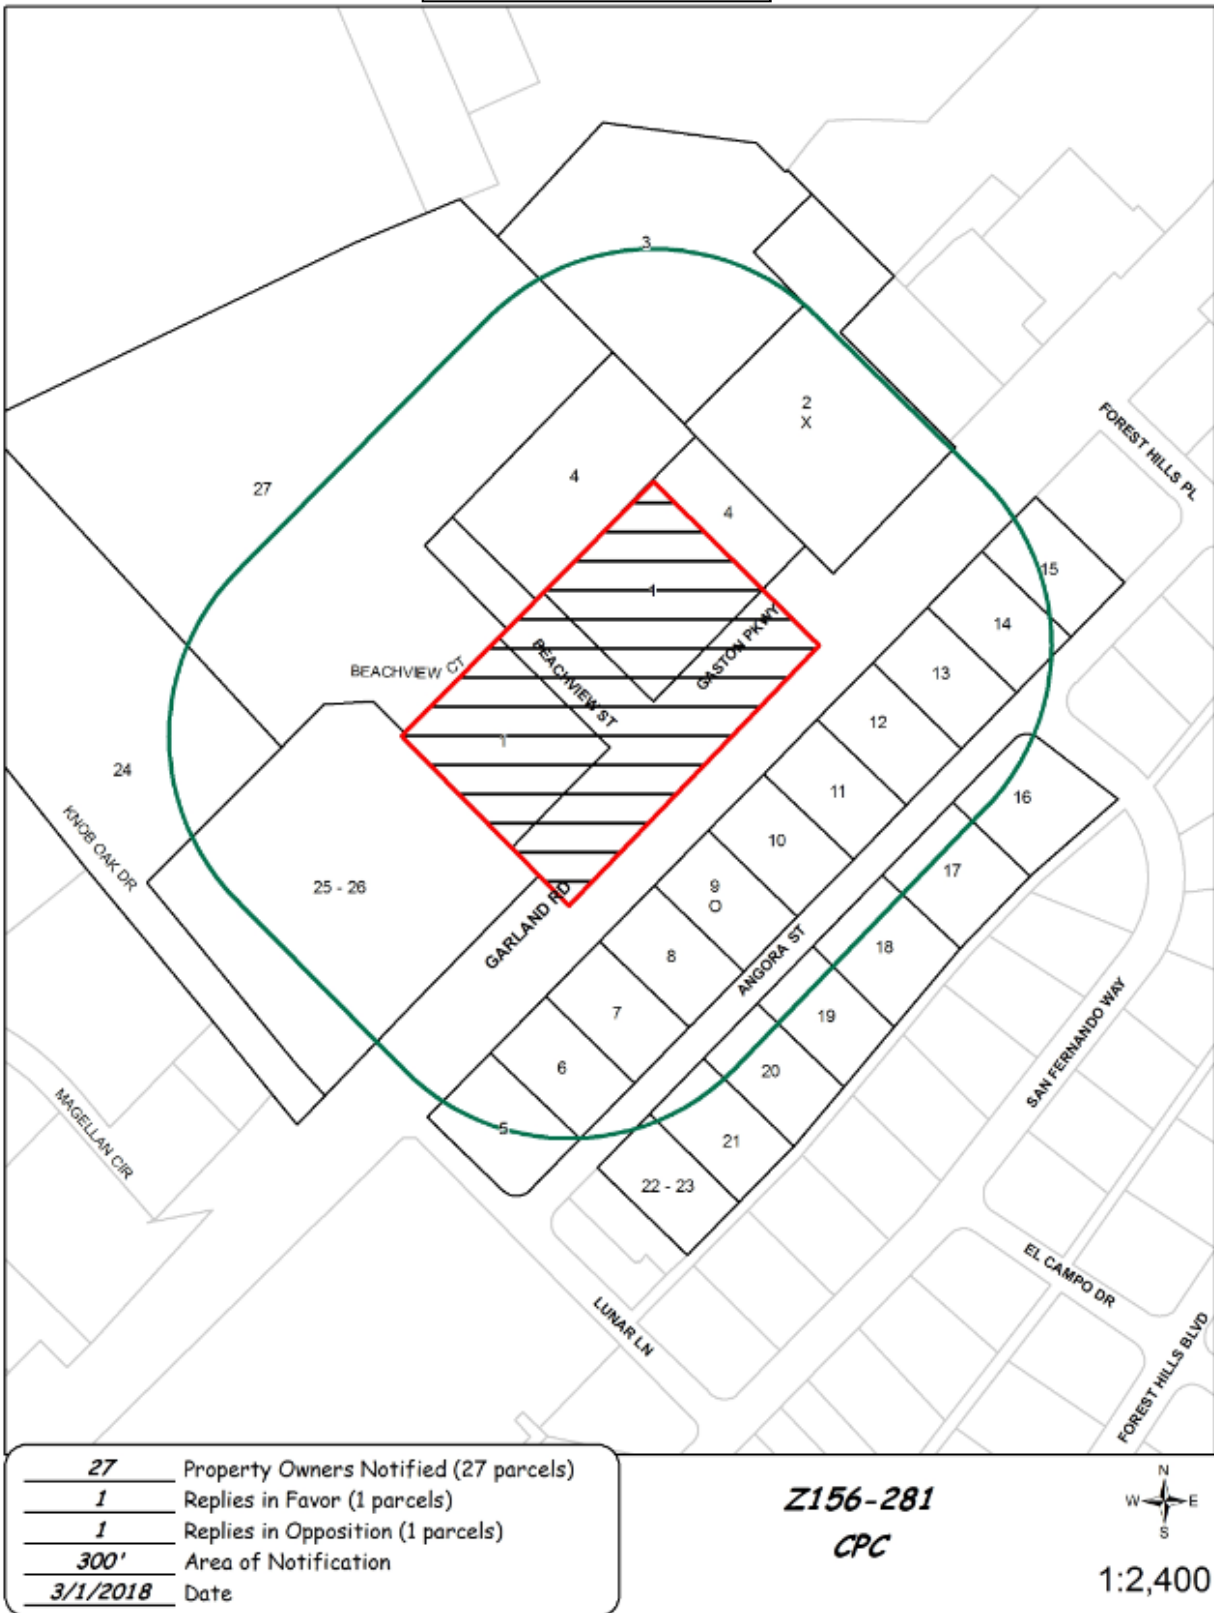 3
2
X
FOREST HILLS PL
4
27
4
15
4
14
GASTON PKWY
BEACHVIEW ST
BEACHVIEW CT
13
12
1
24
11
16
KNOB OAK DR
10
17
25 - 26
9
O
GARLAND RD
18
8
ANGORA ST
7
19
SAN FERNANDO WAY
6
20
5
21
MAGELLAN CIR
22 - 23
EL CAMPO DR
LUNAR LN
FOREST HILLS BLVD
27 Property Owners Notified (27 parcels)
1 Replies in Favor (1 parcels)
1 Replies in Opposition (1 parcels)
300' Area of Notification
3/1/2018 Date
Z156-281
CPC
N
W E
S
1:2,400